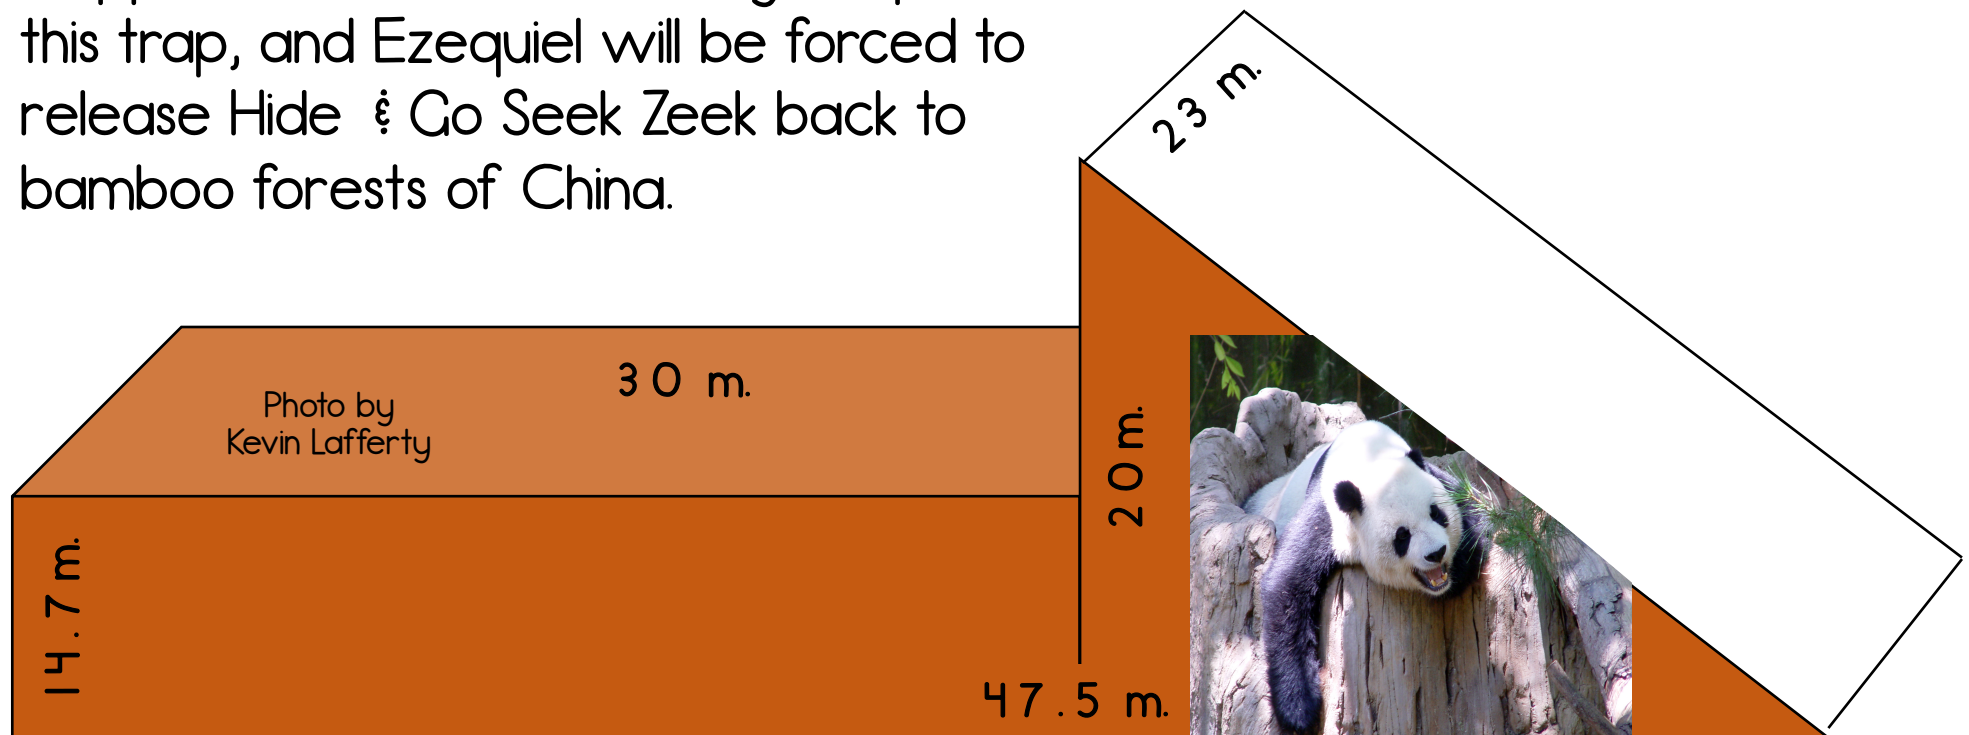 this trap, and Ezequiel will be forced to
release Hide & Go Seek Zeek back to
bamboo forests of China.
23 m.
30 m.
Photo by
Kevin Lafferty
20m.
14.7 m.
47.5 m.